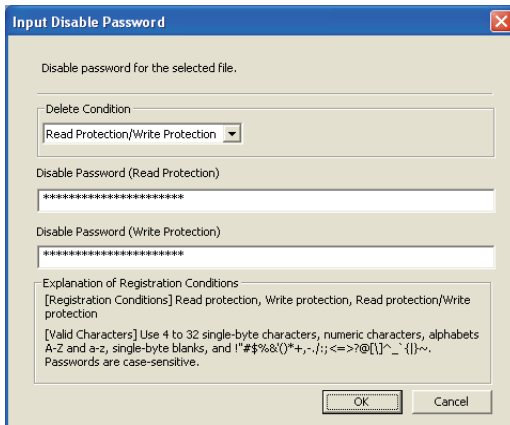 Input Disable Password
Disable password for the selected file.
Delete Condition
Read Protection/Write Protection
Disable Password (Read Protection)
**********************
Disable Password (Write Protection)
**********************
Explanation of Registration Conditions
[Registration Conditions] Read protection, Write protection, Read protection/Write
protection
[Valid Characters] Use 4 to 32 single-byte characters, numeric characters, alphabets
A-Z and a-z, single-byte blanks, and !"#$%&'()*+,-./:;<=>?@[\]^_`{|}~.
Passwords are case-sensitive.
OK
Cancel